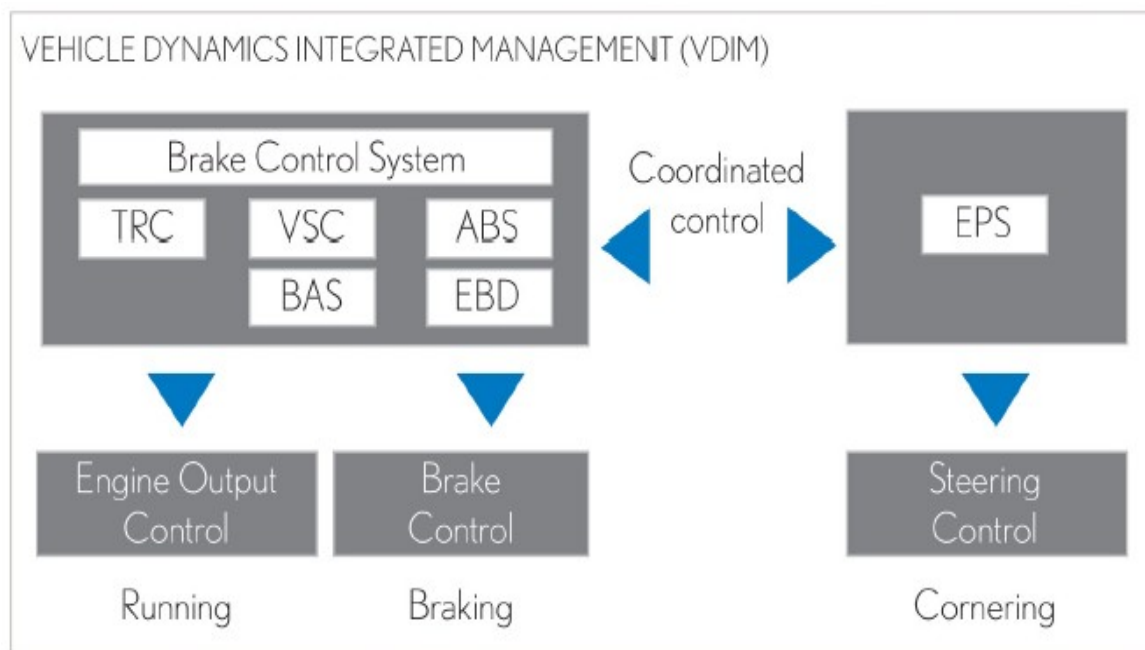 VEHICLE DYNAMICS INTEGRATED MANAGEMENT (VDIM)
Brake Control System
TRC
VSC
ABS
BAS
EBD
Coordinated
control
EPS
Engine Output
Control
Brake
Control
Steering
Control
Running
Braking
Cornering